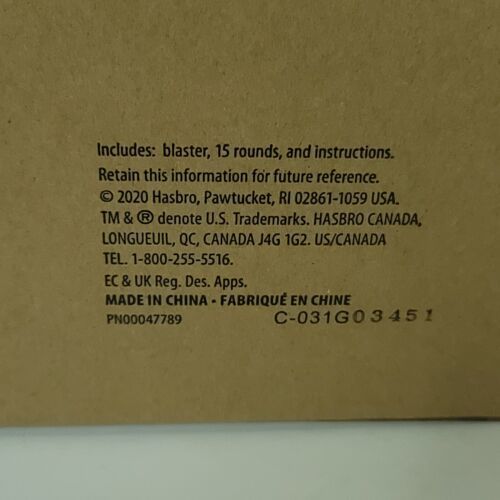 Includes: blaster, 15 rounds, and instructions.
Retain this information for future reference.
© 2020 Hasbro, Pawtucket, RI 02861-1059 USA.
TM & ® denote U.S. Trademarks. HASBRO CANADA,
LONGUEUIL, QC, CANADA J4G 1G2. US/CANADA
TEL. 1-800-255-5516.
EC & UK Reg. Des. Apps.
MADE IN CHINA • FABRIQUÉ EN CHINE
PN00047789 C-031G03451